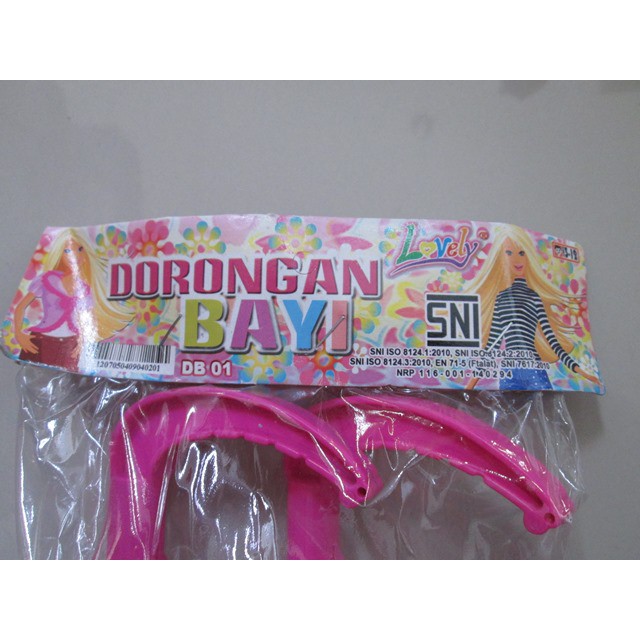 Lovely
DORONGAN
BAYI
SNI
DB 01
1207050409040201
SNI ISO 8124.1:2010, SNI ISO 8124.2:2010
SNI ISO 8124.3:2010, EN 71-5 (Ftalat), SNI 7617:2010
NRP 116-001-140294